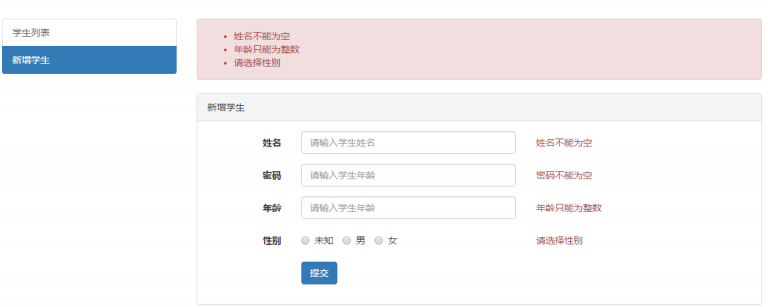 学生列表
新增学生
姓名不能为空
年龄只能为整数
请选择性别
新增学生
姓名 请输入学生姓名 姓名不能为空
密码 请输入学生年龄 密码不能为空
年龄 请输入学生年龄 年龄只能为整数
性别 未知 男 女 请选择性别
提交